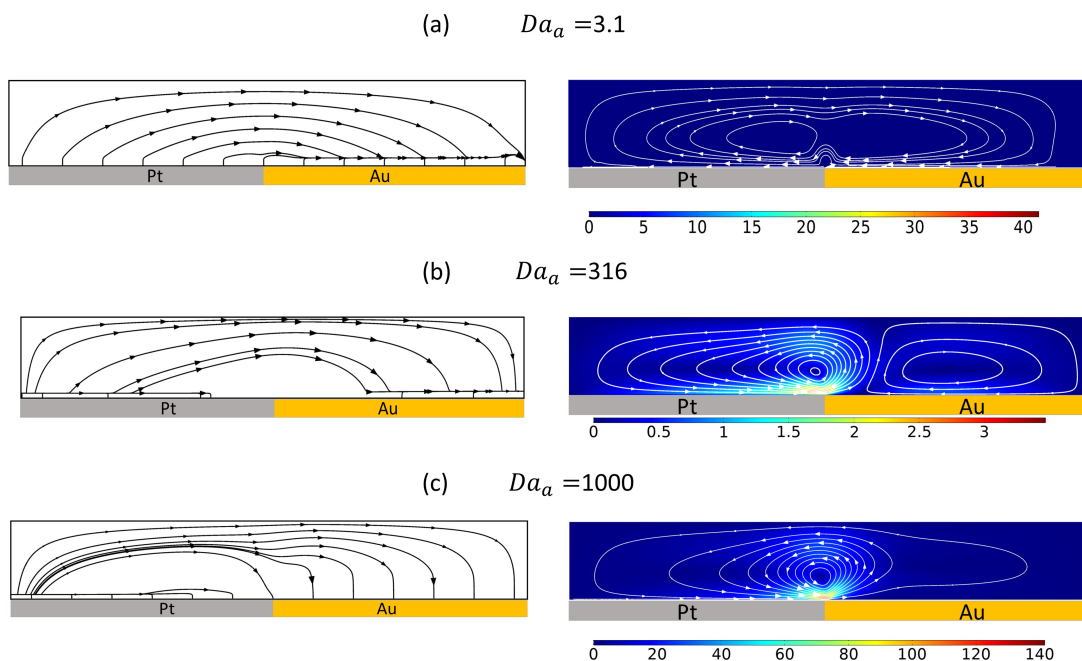 (a) Da_a =3.1
Pt Au Pt Au
0 5 10 15 20 25 30 35 40
(b) Da_a =316
Pt Au Pt Au
0 0.5 1 1.5 2 2.5 3
(c) Da_a =1000
Pt Au Pt Au
0 20 40 60 80 100 120 140